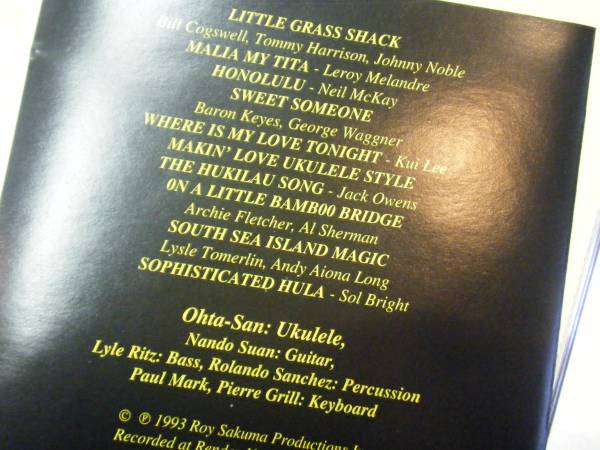 LITTLE GRASS SHACK
Bill Cogswell, Tommy Harrison, Johnny Noble
MALIA MY TITA - Leroy Melandre
HONOLULU - Neil McKay
SWEET SOMEONE
Baron Keyes, George Waggner
WHERE IS MY LOVE TONIGHT - Kui Lee
MAKIN' LOVE UKULELE STYLE
THE HUKILAU SONG - Jack Owens
0N A LITTLE BAMB00 BRIDGE
Archie Fletcher, Al Sherman
SOUTH SEA ISLAND MAGIC
Lysle Tomerlin, Andy Aiona Long
SOPHISTICATED HULA - Sol Bright
Ohta-San: Ukulele,
Nando Suan: Guitar,
Lyle Ritz: Bass, Rolando Sanchez: Percussion
Paul Mark, Pierre Grill: Keyboard
© ℗ 1993 Roy Sakuma Productions
Recorded at